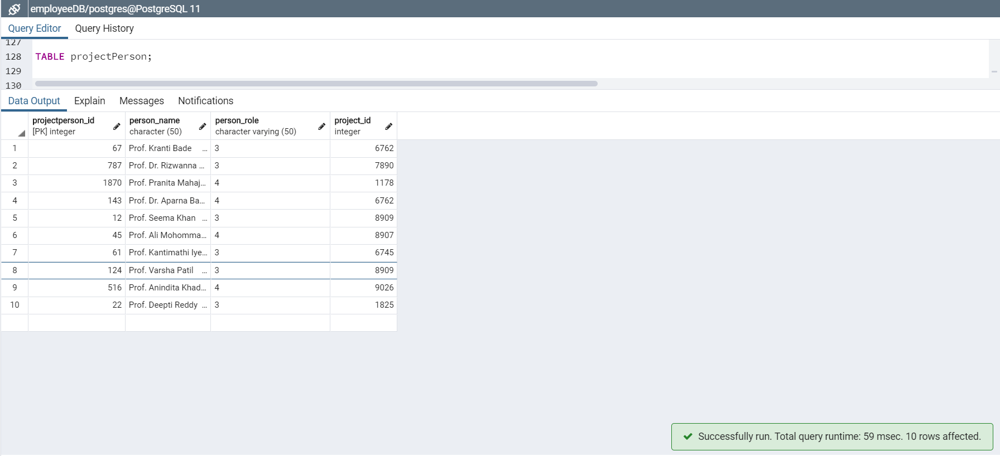 employeeDB/postgres@PostgreSQL 11
Query Editor Query History
127
128 TABLE projectPerson;
129
130
Data Output Explain Messages Notifications
projectperson_id person_name person_role project_id
[PK] integer character (50) character varying (50) integer
1 67 Prof. Kranti Bade ... 3 6762
2 787 Prof. Dr. Rizwanna ... 3 7890
3 1870 Prof. Pranita Mahaj... 4 1178
4 143 Prof. Dr. Aparna Ba... 4 6762
5 12 Prof. Seema Khan ... 3 8909
6 45 Prof. Ali Mohomma... 4 8907
7 61 Prof. Kantimathi Iye... 3 6745
8 124 Prof. Varsha Patil ... 3 8909
9 516 Prof. Anindita Khad... 4 9026
10 22 Prof. Deepti Reddy ... 3 1825
Successfully run. Total query runtime: 59 msec. 10 rows affected.